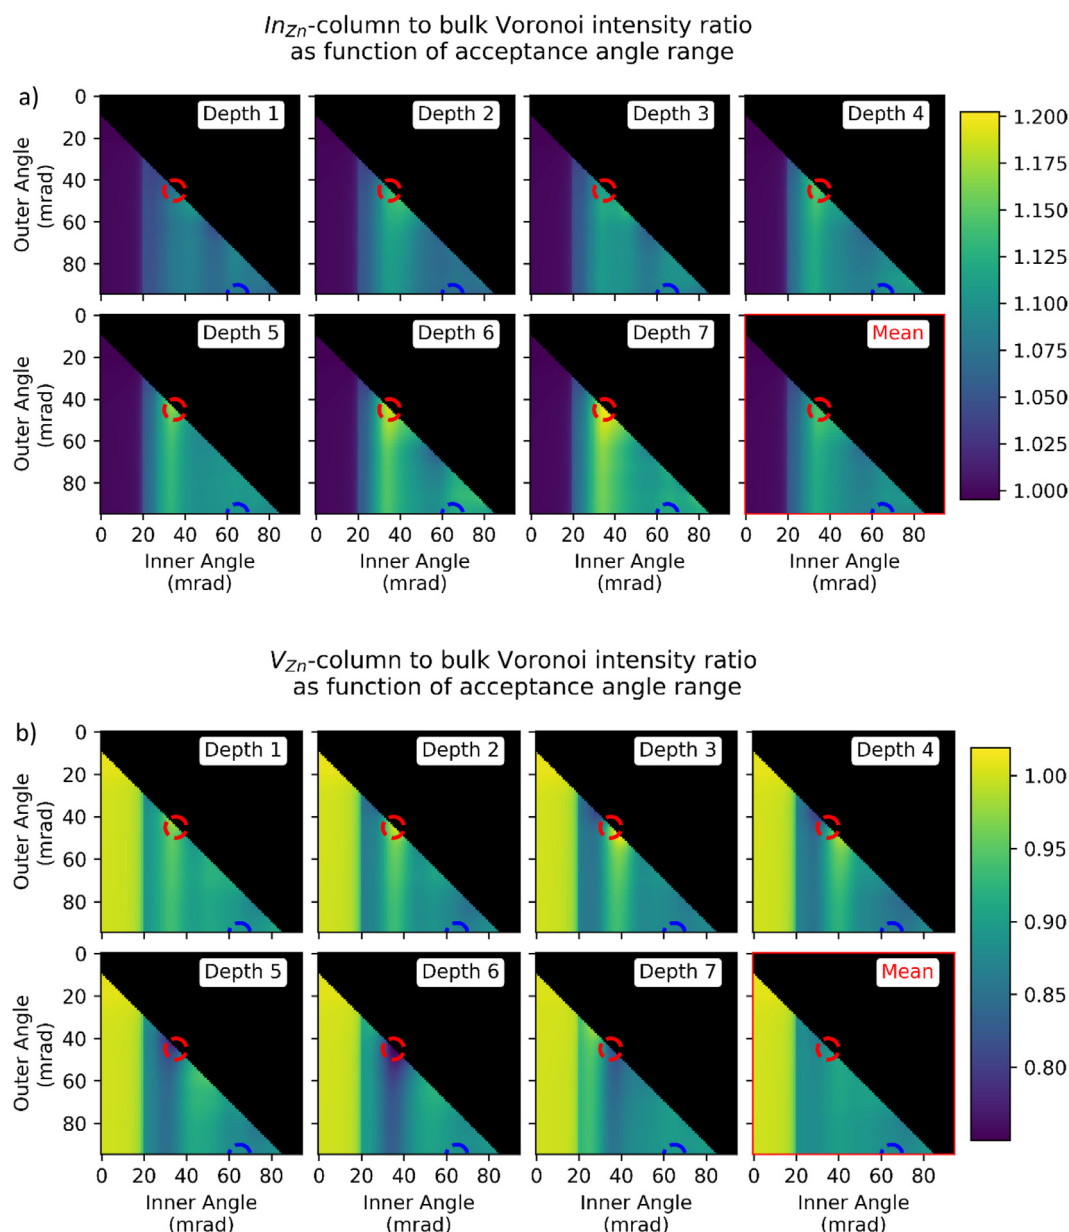 In_Zn-column to bulk Voronoi intensity ratio
as function of acceptance angle range
a)
0
20
40
60
80
Outer Angle
(mrad)
Depth 1
Depth 2
Depth 3
Depth 4
0
20
40
60
80
Outer Angle
(mrad)
Depth 5
Depth 6
Depth 7
Mean
0 20 40 60 80
0 20 40 60 80
0 20 40 60 80
0 20 40 60 80
Inner Angle
(mrad)
Inner Angle
(mrad)
Inner Angle
(mrad)
Inner Angle
(mrad)
1.200
1.175
1.150
1.125
1.100
1.075
1.050
1.025
1.000
V_Zn-column to bulk Voronoi intensity ratio
as function of acceptance angle range
b)
0
20
40
60
80
Outer Angle
(mrad)
Depth 1
Depth 2
Depth 3
Depth 4
0
20
40
60
80
Outer Angle
(mrad)
Depth 5
Depth 6
Depth 7
Mean
0 20 40 60 80
0 20 40 60 80
0 20 40 60 80
0 20 40 60 80
Inner Angle
(mrad)
Inner Angle
(mrad)
Inner Angle
(mrad)
Inner Angle
(mrad)
1.00
0.95
0.90
0.85
0.80